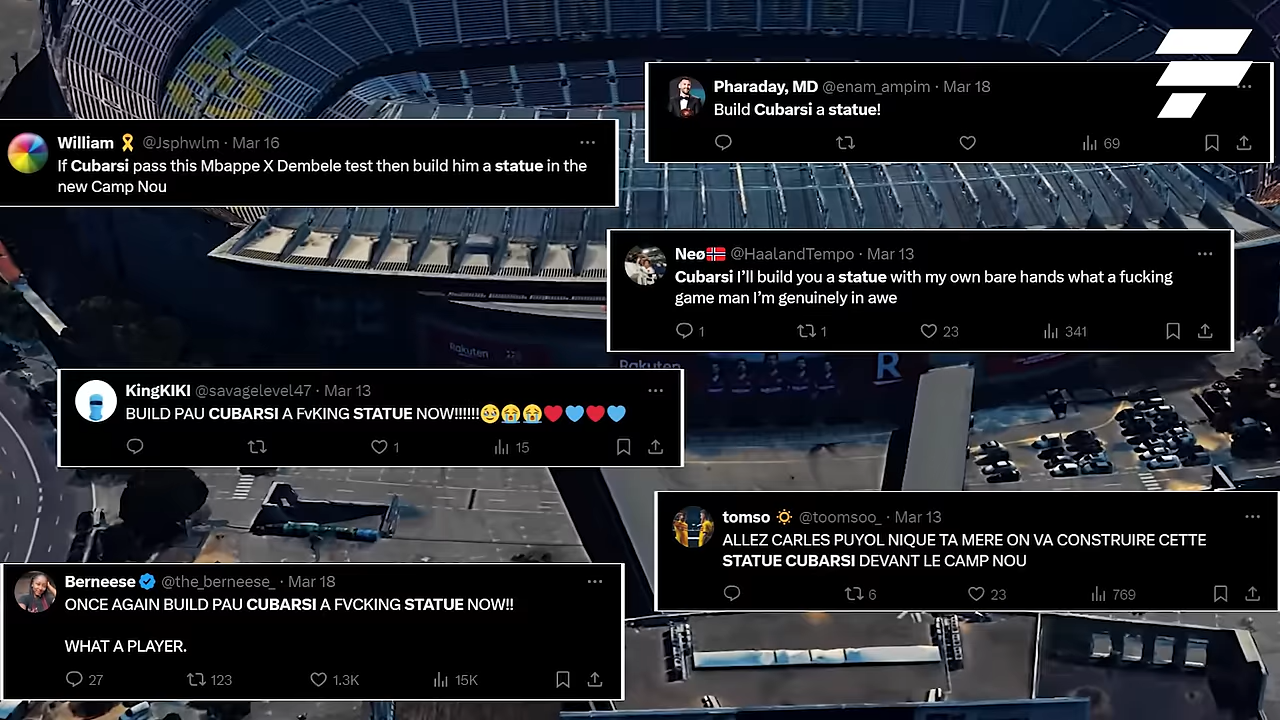 Pharaday, MD @enam_ampim · Mar 18
Build Cubarsi a statue!
69
William 🎗 @Jsphwlm · Mar 16
If Cubarsi pass this Mbappe X Dembele test then build him a statue in the
new Camp Nou
Neø🇳🇴 @HaalandTempo · Mar 13
Cubarsi I'll build you a statue with my own bare hands what a fucking
game man I'm genuinely in awe
1 1 23 341
Rakuten
Rakuten
R
KingKIKI @savagelevel47 · Mar 13
BUILD PAU CUBARSI A FvKING STATUE NOW!!!!!!🥹😭😭❤️🩵❤️🩵
1 15
tomso 🔅 @toomsoo_ · Mar 13
ALLEZ CARLES PUYOL NIQUE TA MERE ON VA CONSTRUIRE CETTE
STATUE CUBARSI DEVANT LE CAMP NOU
6 23 769
Berneese @the_berneese_ · Mar 18
ONCE AGAIN BUILD PAU CUBARSI A FVCKING STATUE NOW!!
WHAT A PLAYER.
27 123 1.3K 15K